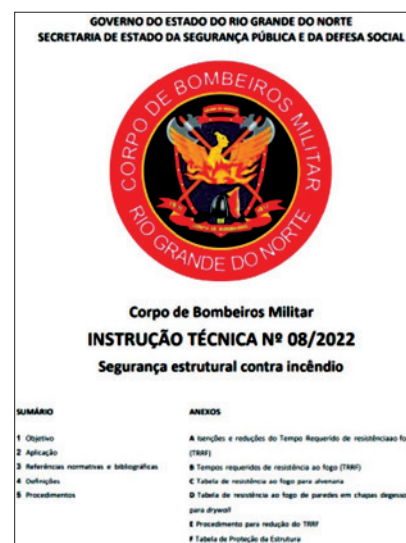 GOVERNO DO ESTADO DO RIO GRANDE DO NORTE
SECRETARIA DE ESTADO DA SEGURANÇA PÚBLICA E DA DEFESA SOCIAL
CORPO DE BOMBEIROS MILITAR
RIO GRANDE DO NORTE
Corpo de Bombeiros Militar
INSTRUÇÃO TÉCNICA Nº 08/2022
Segurança estrutural contra incêndio
SUMÁRIO
1 Objetivo
2 Aplicação
3 Referências normativas e bibliográficas
4 Definições
5 Procedimentos
ANEXOS
A Isenções e reduções do Tempo Requerido de resistênciaao fo
(TRRF)
B Tempos requeridos de resistência ao fogo (TRRF)
C Tabela de resistência ao fogo para alvenaria
D Tabela de resistência ao fogo de paredes em chapas degesso
para drywall
E Procedimento para redução do TRRF
F Tabela de Proteção da Estrutura